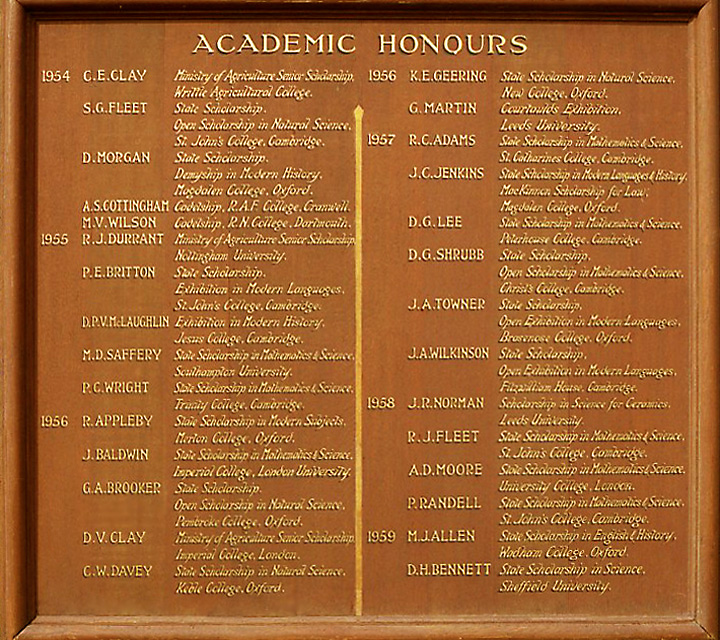 ACADEMIC HONOURS
1954 C.E.CLAY Ministry of Agriculture Senior Scholarship,
Writtle Agricultural College.
S.G.FLEET State Scholarship.
Open Scholarship in Natural Science,
St. John's College, Cambridge.
D.MORGAN State Scholarship.
Demyship in Modern History.
Magdalen College, Oxford.
A.S.COTTINGHAM Cadetship, R.A.F. College, Cranwell.
M.V.WILSON Cadetship, R.N. College, Dartmouth.
1955 R.J.DURRANT Ministry of Agriculture Senior Scholarship,
Nottingham University.
P.E.BRITTON State Scholarship.
Exhibition in Modern Languages,
St. John's College, Cambridge.
D.P.V.McLAUGHLIN Exhibition in Modern History,
Jesus College, Cambridge.
M.D.SAFFERY State Scholarship in Mathematics & Science,
Southampton University.
P.C.WRIGHT State Scholarship in Mathematics & Science,
Trinity College, Cambridge.
1956 R.APPLEBY State Scholarship in Modern Subjects,
Merton College, Oxford.
J.BALDWIN State Scholarship in Mathematics & Science,
Imperial College, London University.
G.A.BROOKER State Scholarship.
Open Scholarship in Natural Science,
Pembroke College, Oxford.
D.V.CLAY Ministry of Agriculture Senior Scholarship,
Imperial College, London.
C.W.DAVEY State Scholarship in Natural Science,
Keble College, Oxford.
1956 K.E.GEERING State Scholarship in Natural Science,
New College, Oxford.
G.MARTIN Courtaulds Exhibition,
Leeds University.
1957 R.C.ADAMS State Scholarship in Mathematics & Science,
St. Catharines College, Cambridge.
J.C.JENKINS State Scholarship in Modern Languages & History,
MacKinnon Scholarship for Law,
Magdalen College, Oxford.
D.G.LEE State Scholarship in Mathematics & Science,
Peterhouse College, Cambridge.
D.G.SHRUBB State Scholarship,
Open Scholarship in Mathematics & Science,
Christ's College, Cambridge.
J.A.TOWNER State Scholarship,
Open Exhibition in Modern Languages,
Brasenose College, Oxford.
J.A.WILKINSON State Scholarship,
Open Exhibition in Modern Languages,
Fitzwilliam House, Cambridge.
1958 J.R.NORMAN Scholarship in Science for Ceramics,
Leeds University.
R.J.FLEET State Scholarship in Mathematics & Science,
St. John's College, Cambridge.
A.D.MOORE State Scholarship in Mathematics & Science,
University College, London.
P.RANDELL State Scholarship in Mathematics & Science,
St. John's College, Cambridge.
1959 M.J.ALLEN State Scholarship in English & History,
Wadham College, Oxford.
D.H.BENNETT State Scholarship in Science,
Sheffield University.